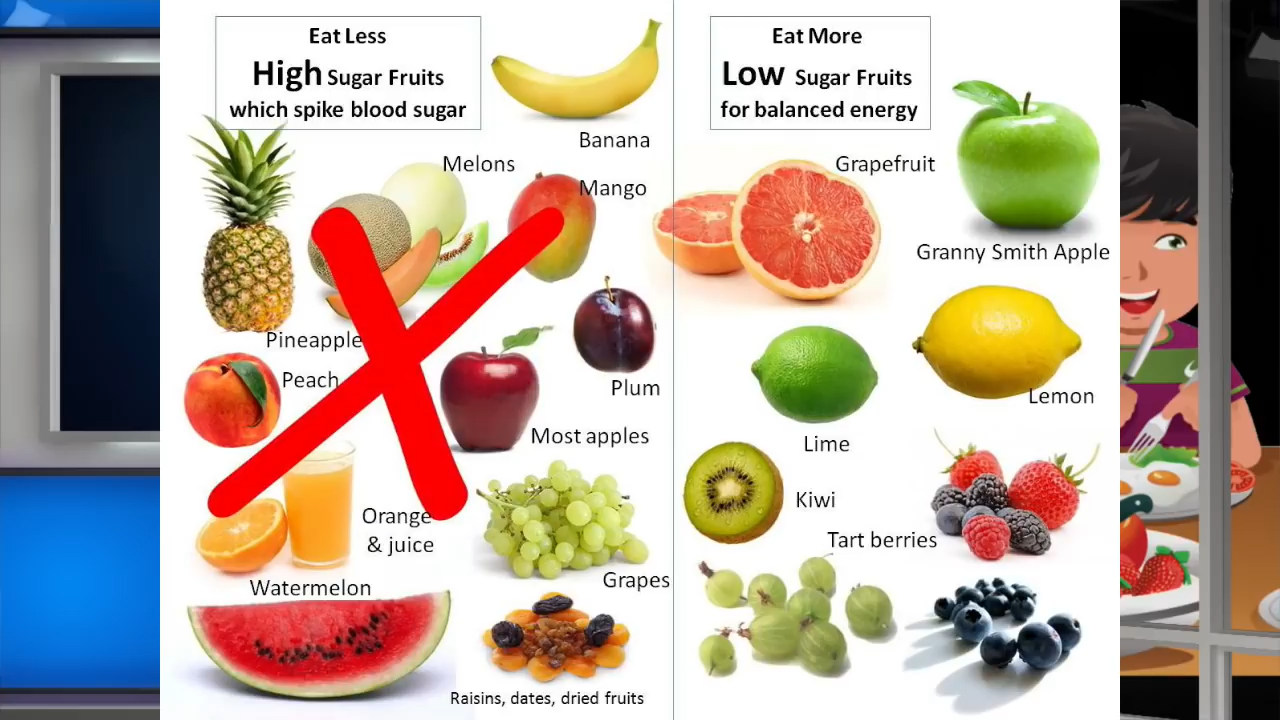 Eat Less
High Sugar Fruits
which spike blood sugar
Banana
Melons
Mango
Pineapple
Peach
Plum
Most apples
Orange
& juice
Grapes
Watermelon
Raisins, dates, dried fruits
Eat More
Low Sugar Fruits
for balanced energy
Grapefruit
Granny Smith Apple
Lemon
Lime
Kiwi
Tart berries